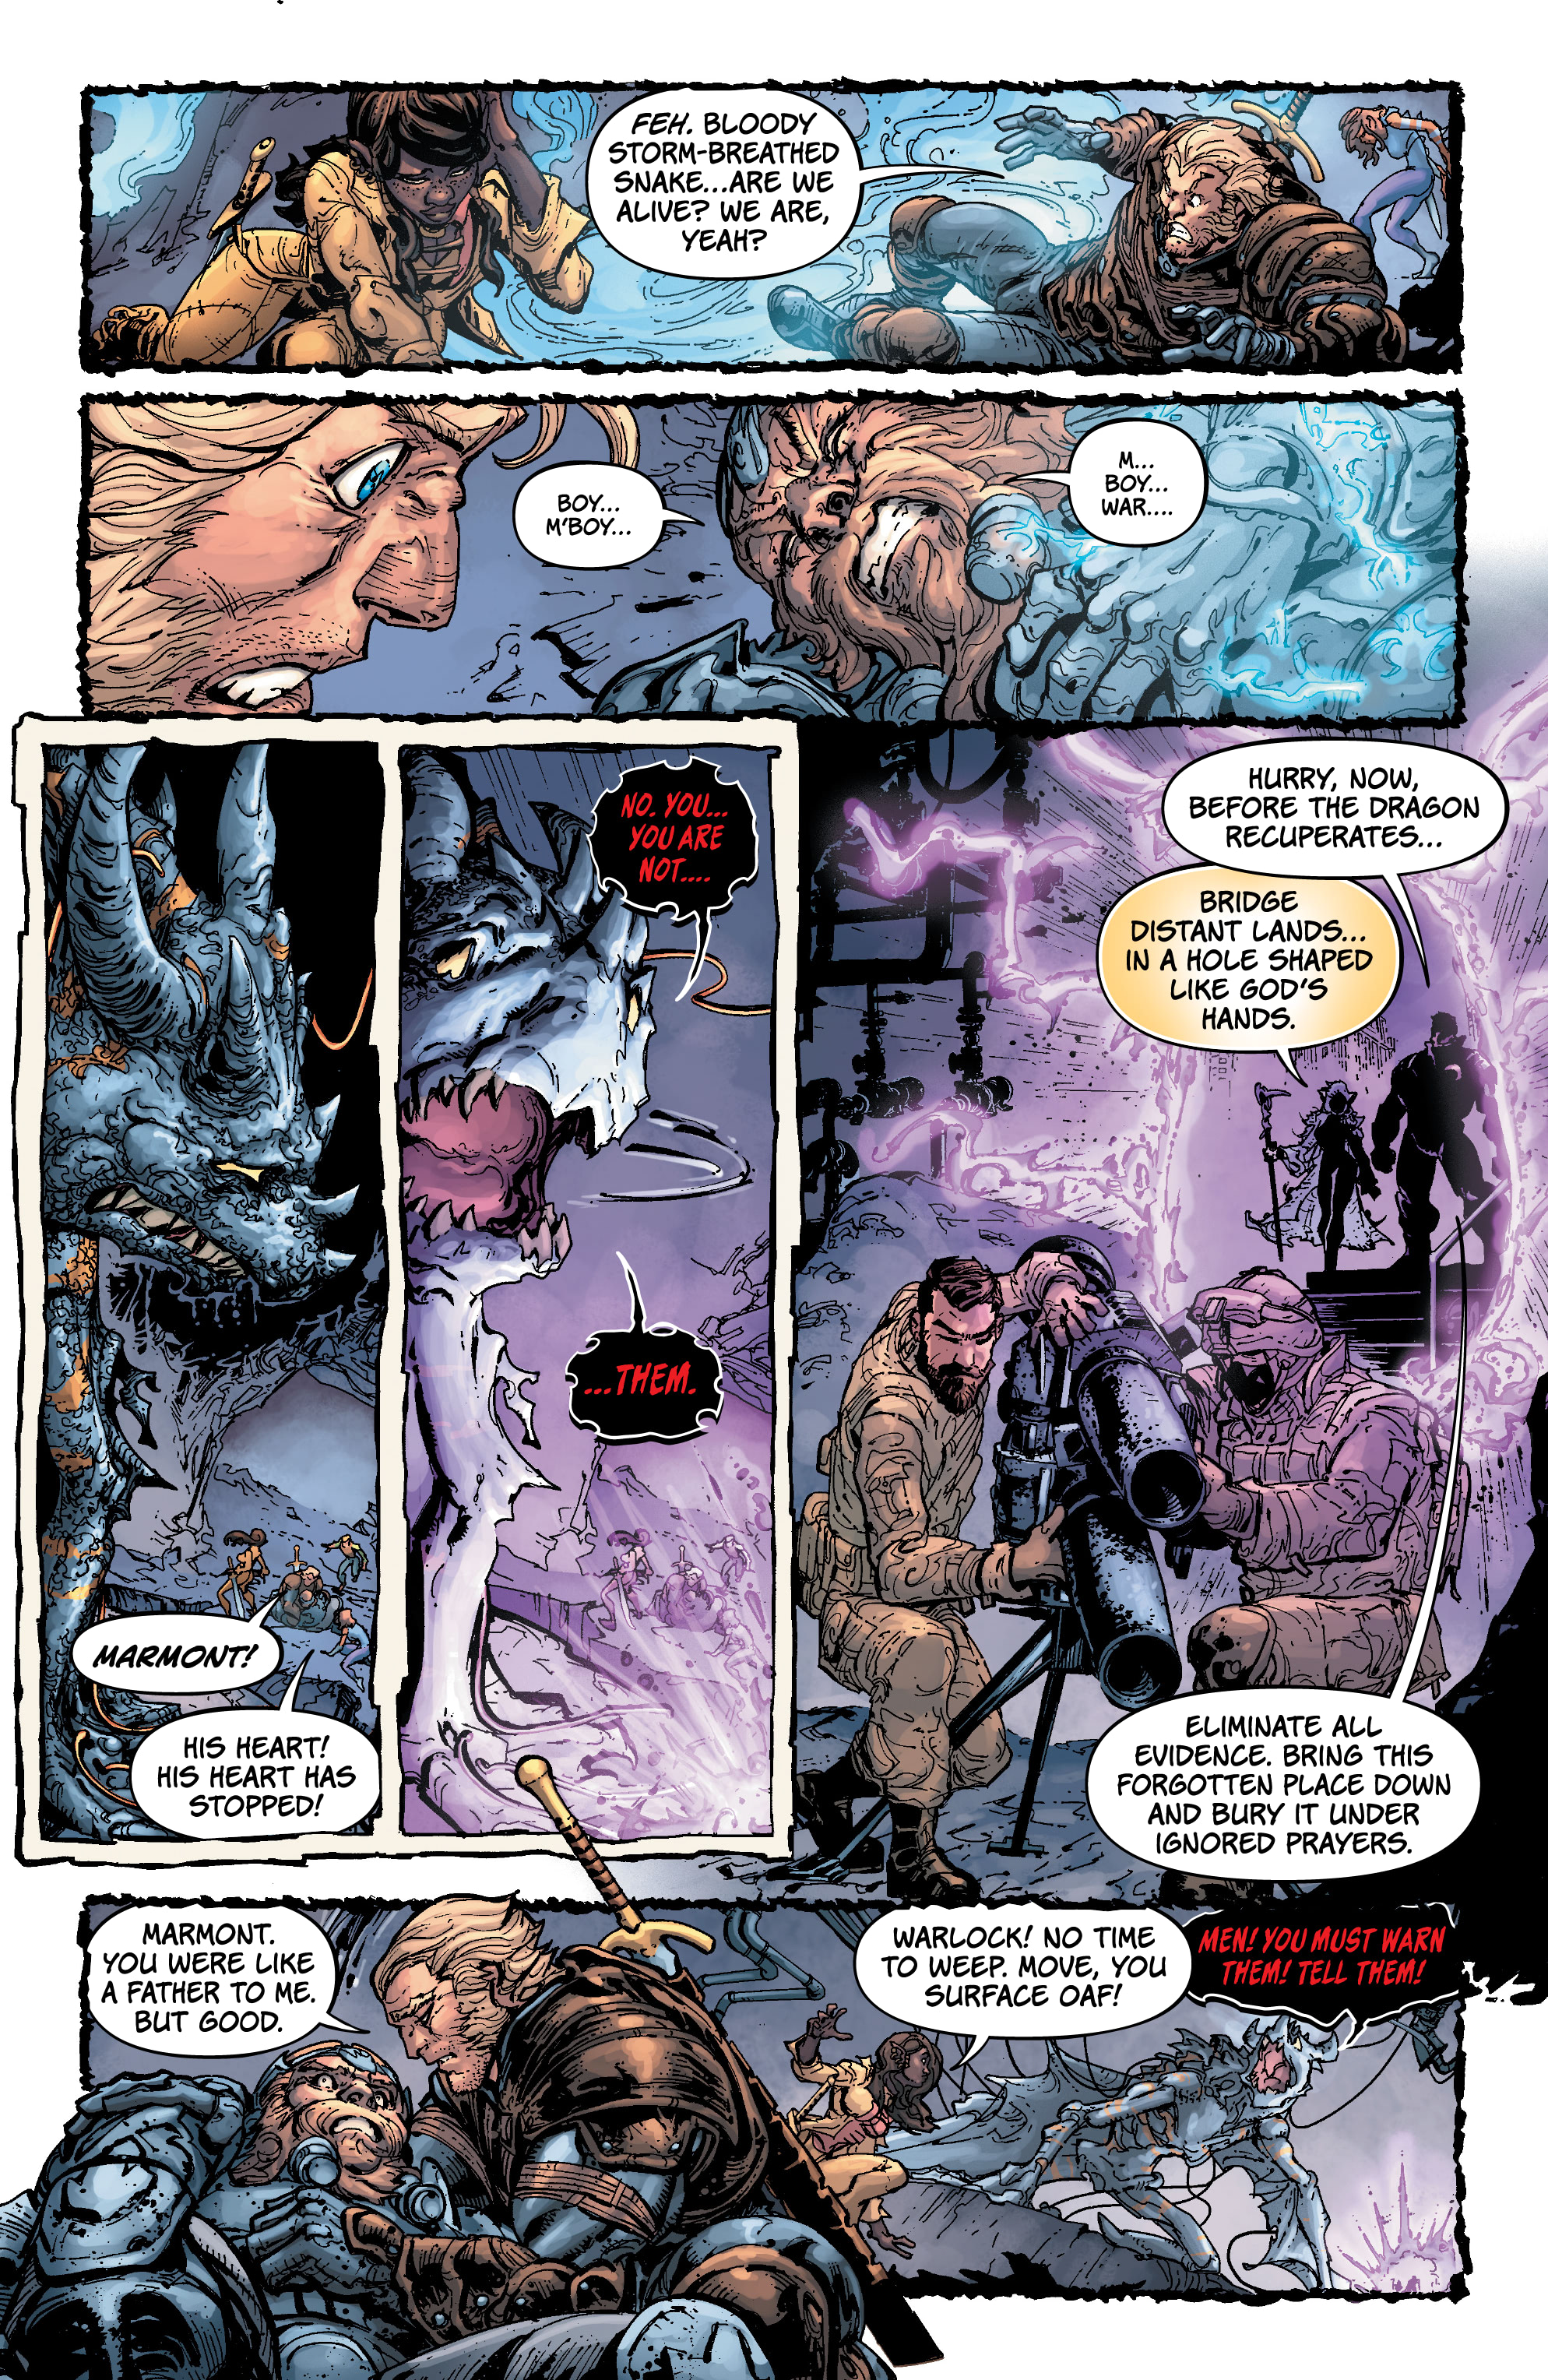 FEH. BLOODY
STORM-BREATHED
SNAKE...ARE WE
ALIVE? WE ARE,
YEAH?
BOY...
M'BOY...
M...
BOY...
WAR....
MARMONT!
HIS HEART!
HIS HEART HAS
STOPPED!
NO. YOU...
YOU ARE
NOT....
...THEM.
HURRY, NOW,
BEFORE THE DRAGON
RECUPERATES...
BRIDGE
DISTANT LANDS...
IN A HOLE SHAPED
LIKE GOD'S
HANDS.
ELIMINATE ALL
EVIDENCE. BRING THIS
FORGOTTEN PLACE DOWN
AND BURY IT UNDER
IGNORED PRAYERS.
MARMONT.
YOU WERE LIKE
A FATHER TO ME.
BUT GOOD.
WARLOCK! NO TIME
TO WEEP. MOVE, YOU
SURFACE OAF!
MEN! YOU MUST WARN
THEM! TELL THEM!